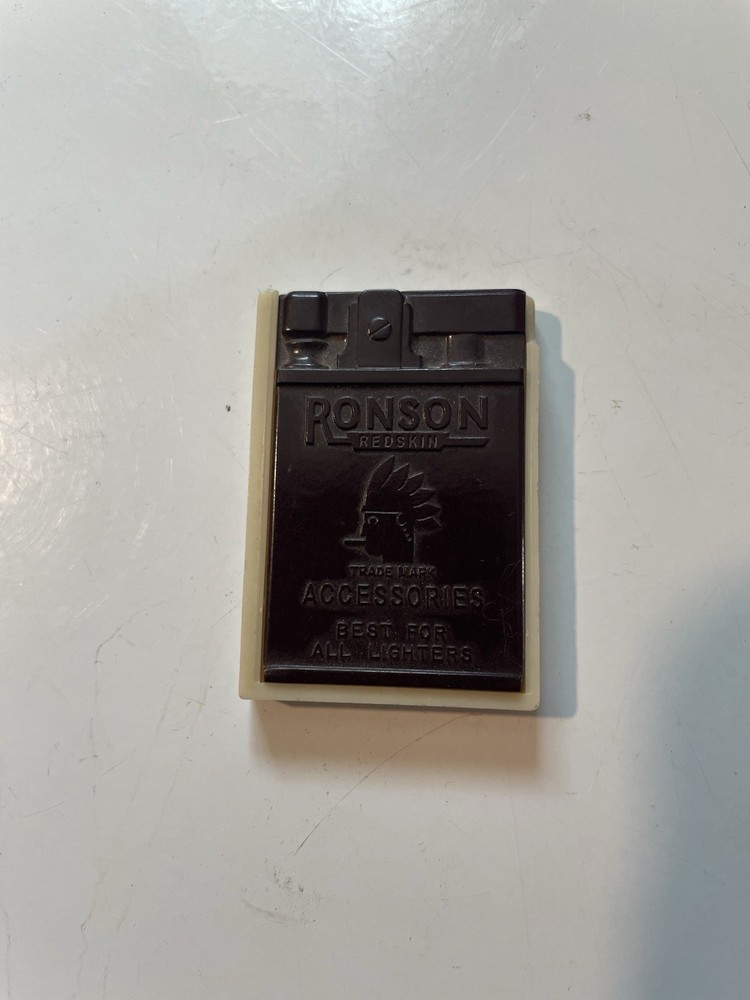 RONSON
REDSKIN
TRADE MARK
ACCESSORIES
BEST FOR
ALL LIGHTERS